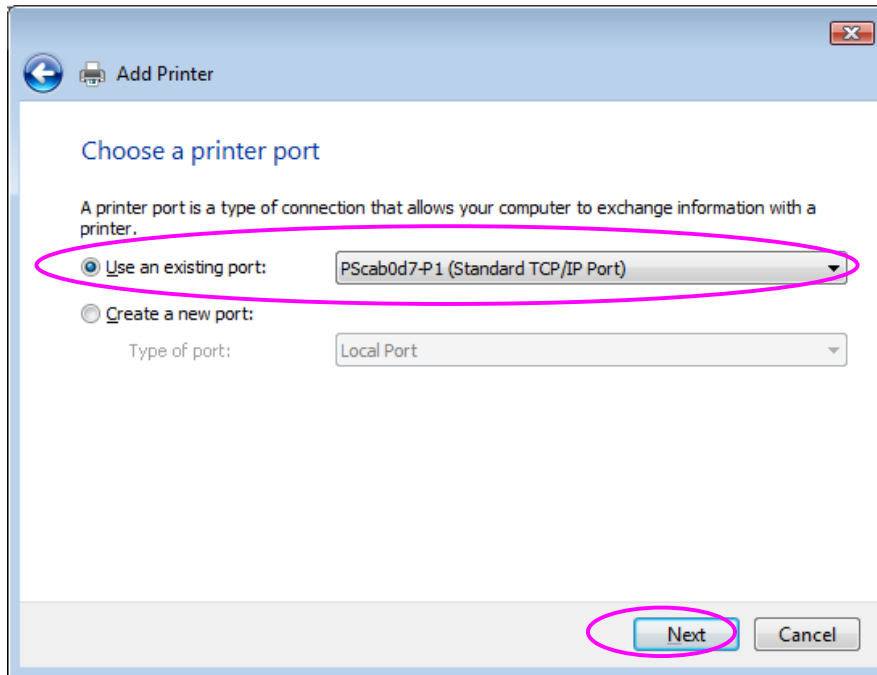 Add Printer
Choose a printer port
A printer port is a type of connection that allows your computer to exchange information with a
printer.
Use an existing port: PScab0d7-P1 (Standard TCP/IP Port)
Create a new port:
Type of port: Local Port
Next Cancel